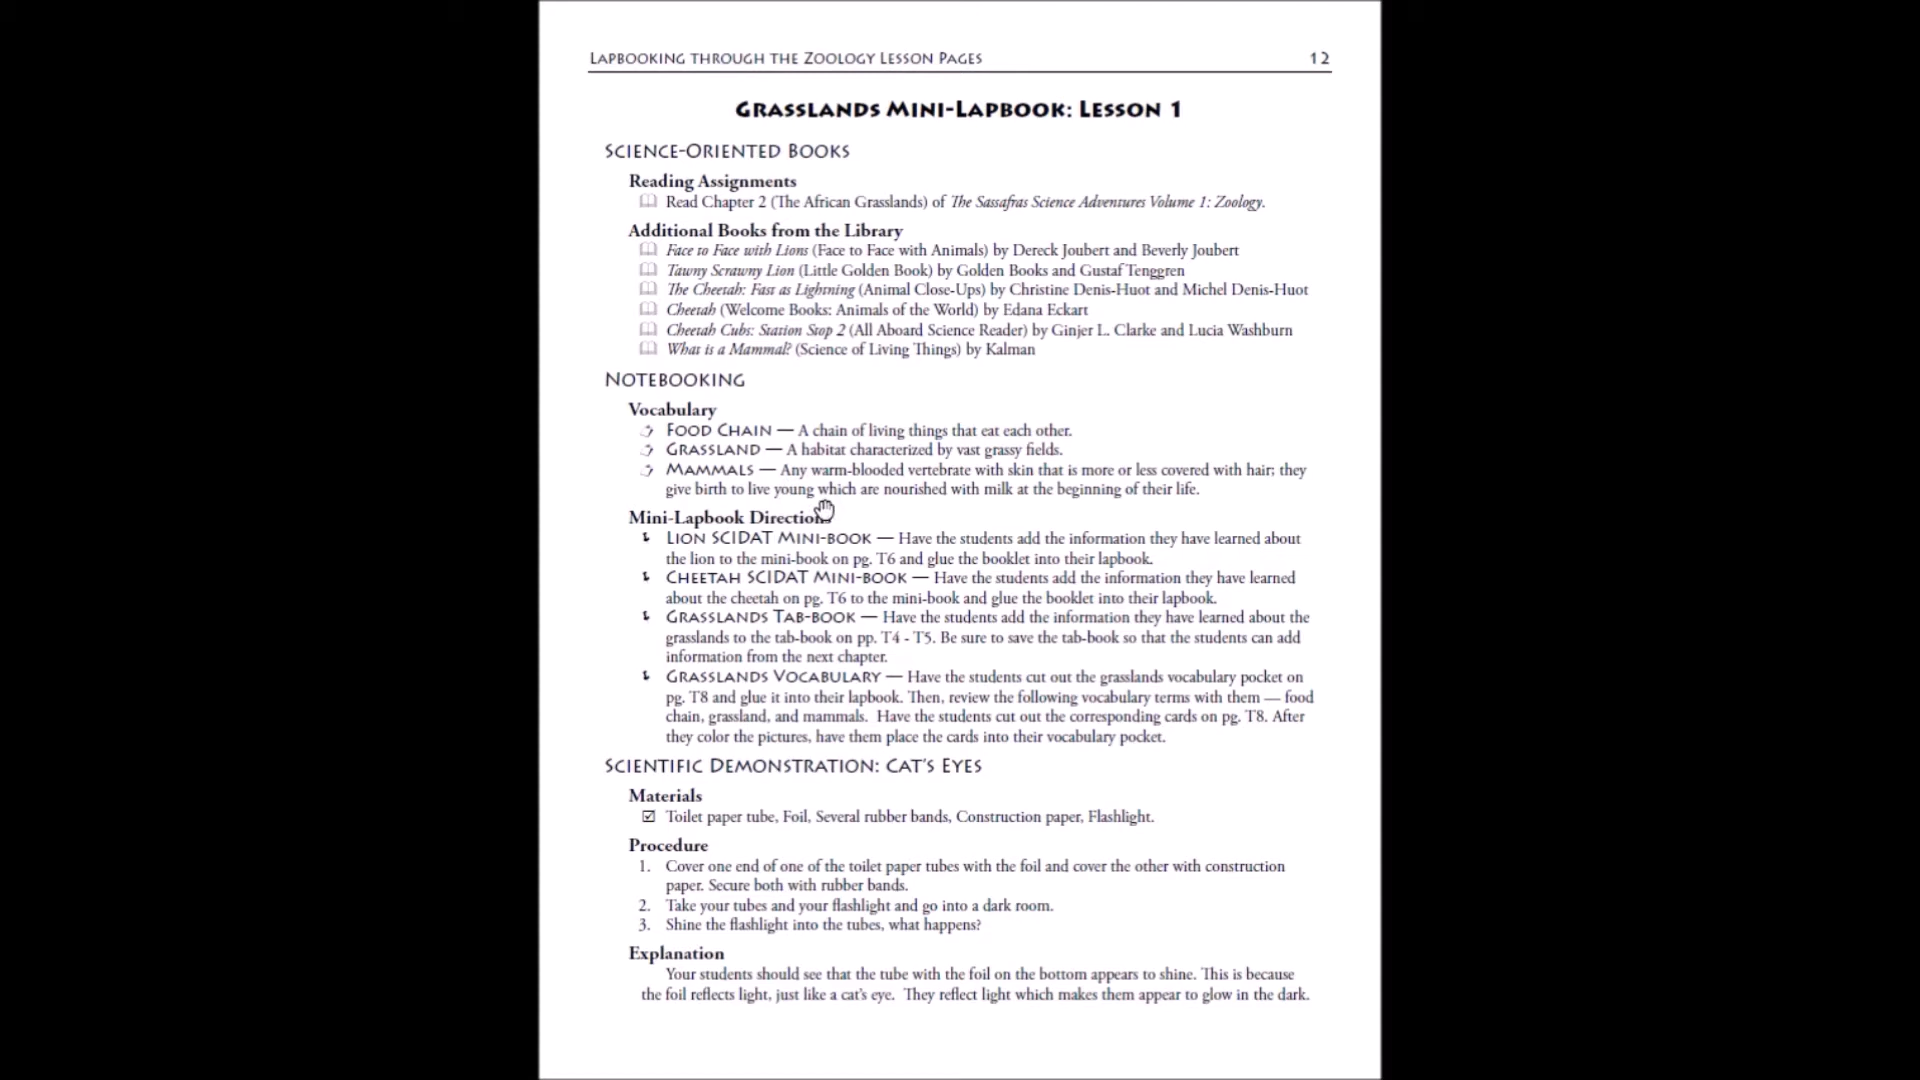 Lapbooking through the Zoology Lesson Pages 12
Grasslands Mini-Lapbook: Lesson 1
Science-Oriented Books
Reading Assignments
Read Chapter 2 (The African Grasslands) of The Sassafras Science Adventures Volume 1: Zoology.
Additional Books from the Library
Face to Face with Lions (Face to Face with Animals) by Dereck Joubert and Beverly Joubert
Tawny Scrawny Lion (Little Golden Book) by Golden Books and Gustaf Tenggren
The Cheetah: Fast as Lightning (Animal Close-Ups) by Christine Denis-Huot and Michel Denis-Huot
Cheetah (Welcome Books: Animals of the World) by Edana Eckart
Cheetah Cubs: Station Stop 2 (All Aboard Science Reader) by Ginjer L. Clarke and Lucia Washburn
What is a Mammal? (Science of Living Things) by Kalman
Notebooking
Vocabulary
Food Chain — A chain of living things that eat each other.
Grassland — A habitat characterized by vast grassy fields.
Mammals — Any warm-blooded vertebrate with skin that is more or less covered with hair; they
give birth to live young which are nourished with milk at the beginning of their life.
Mini-Lapbook Directions
Lion SCIDAT Mini-book — Have the students add the information they have learned about
the lion to the mini-book on pg. T6 and glue the booklet into their lapbook.
Cheetah SCIDAT Mini-book — Have the students add the information they have learned
about the cheetah on pg. T6 to the mini-book and glue the booklet into their lapbook.
Grasslands Tab-book — Have the students add the information they have learned about the
grasslands to the tab-book on pp. T4 - T5. Be sure to save the tab-book so that the students can add
information from the next chapter.
Grasslands Vocabulary — Have the students cut out the grasslands vocabulary pocket on
pg. T8 and glue it into their lapbook. Then, review the following vocabulary terms with them — food
chain, grassland, and mammals. Have the students cut out the corresponding cards on pg. T8. After
they color the pictures, have them place the cards into their vocabulary pocket.
Scientific Demonstration: Cat's Eyes
Materials
Toilet paper tube, Foil, Several rubber bands, Construction paper, Flashlight.
Procedure
1. Cover one end of one of the toilet paper tubes with the foil and cover the other with construction
paper. Secure both with rubber bands.
2. Take your tubes and your flashlight and go into a dark room.
3. Shine the flashlight into the tubes, what happens?
Explanation
Your students should see that the tube with the foil on the bottom appears to shine. This is because
the foil reflects light, just like a cat's eye. They reflect light which makes them appear to glow in the dark.